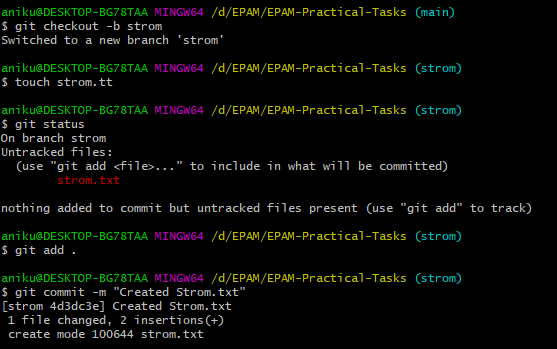 aniku@DESKTOP-BG78TAA MINGW64 /d/EPAM/EPAM-Practical-Tasks (main)
$ git checkout -b strom
Switched to a new branch 'strom'
aniku@DESKTOP-BG78TAA MINGW64 /d/EPAM/EPAM-Practical-Tasks (strom)
$ touch strom.tt
aniku@DESKTOP-BG78TAA MINGW64 /d/EPAM/EPAM-Practical-Tasks (strom)
$ git status
On branch strom
Untracked files:
  (use "git add <file>..." to include in what will be committed)
        strom.txt
nothing added to commit but untracked files present (use "git add" to track)
aniku@DESKTOP-BG78TAA MINGW64 /d/EPAM/EPAM-Practical-Tasks (strom)
$ git add .
aniku@DESKTOP-BG78TAA MINGW64 /d/EPAM/EPAM-Practical-Tasks (strom)
$ git commit -m "Created Strom.txt"
[strom 4d3dc3e] Created Strom.txt
 1 file changed, 2 insertions(+)
 create mode 100644 strom.txt